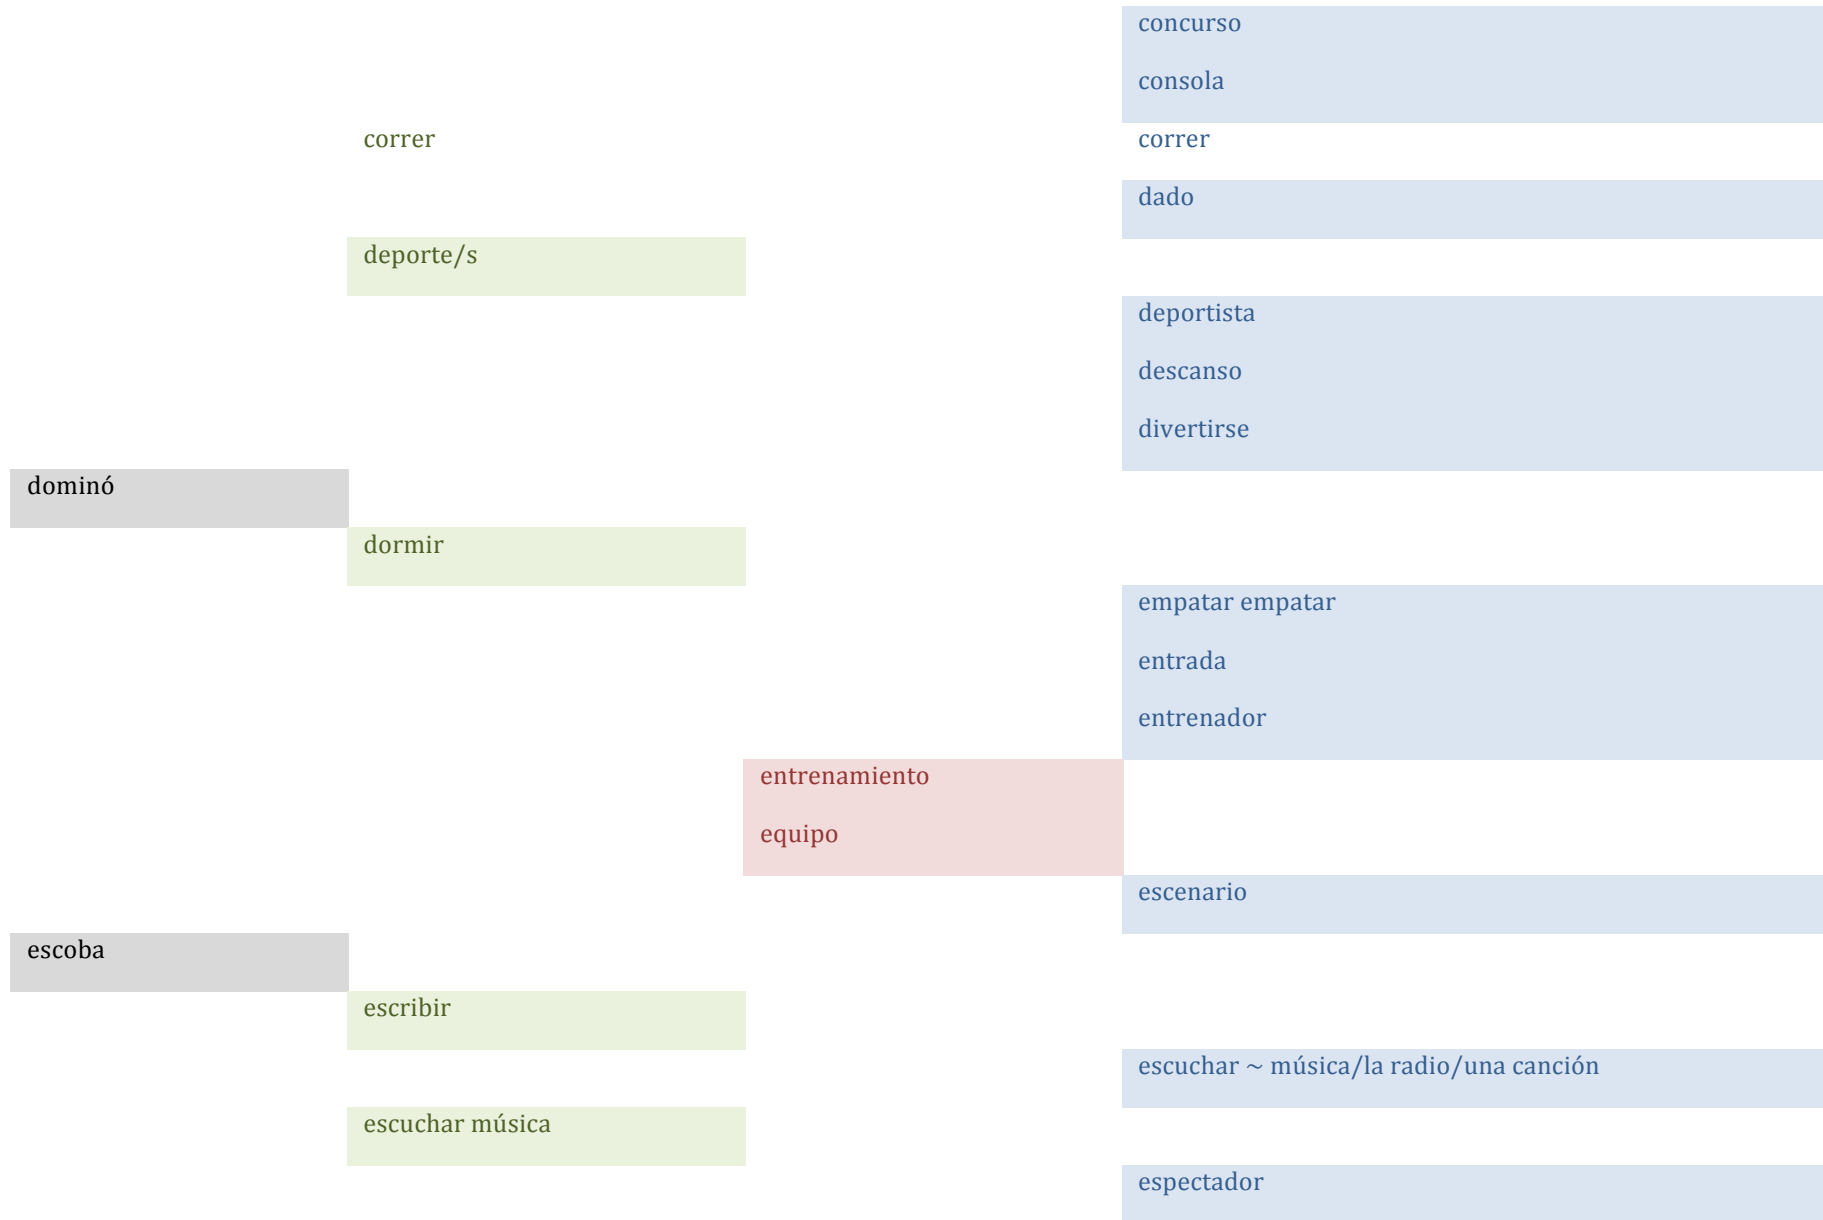 concurso
consola
correr correr
dado
deporte/s
deportista
descanso
divertirse
dominó
dormir
empatar empatar
entrada
entrenador
entrenamiento
equipo
escenario
escoba
escribir
escuchar ~ música/la radio/una canción
escuchar música
espectador